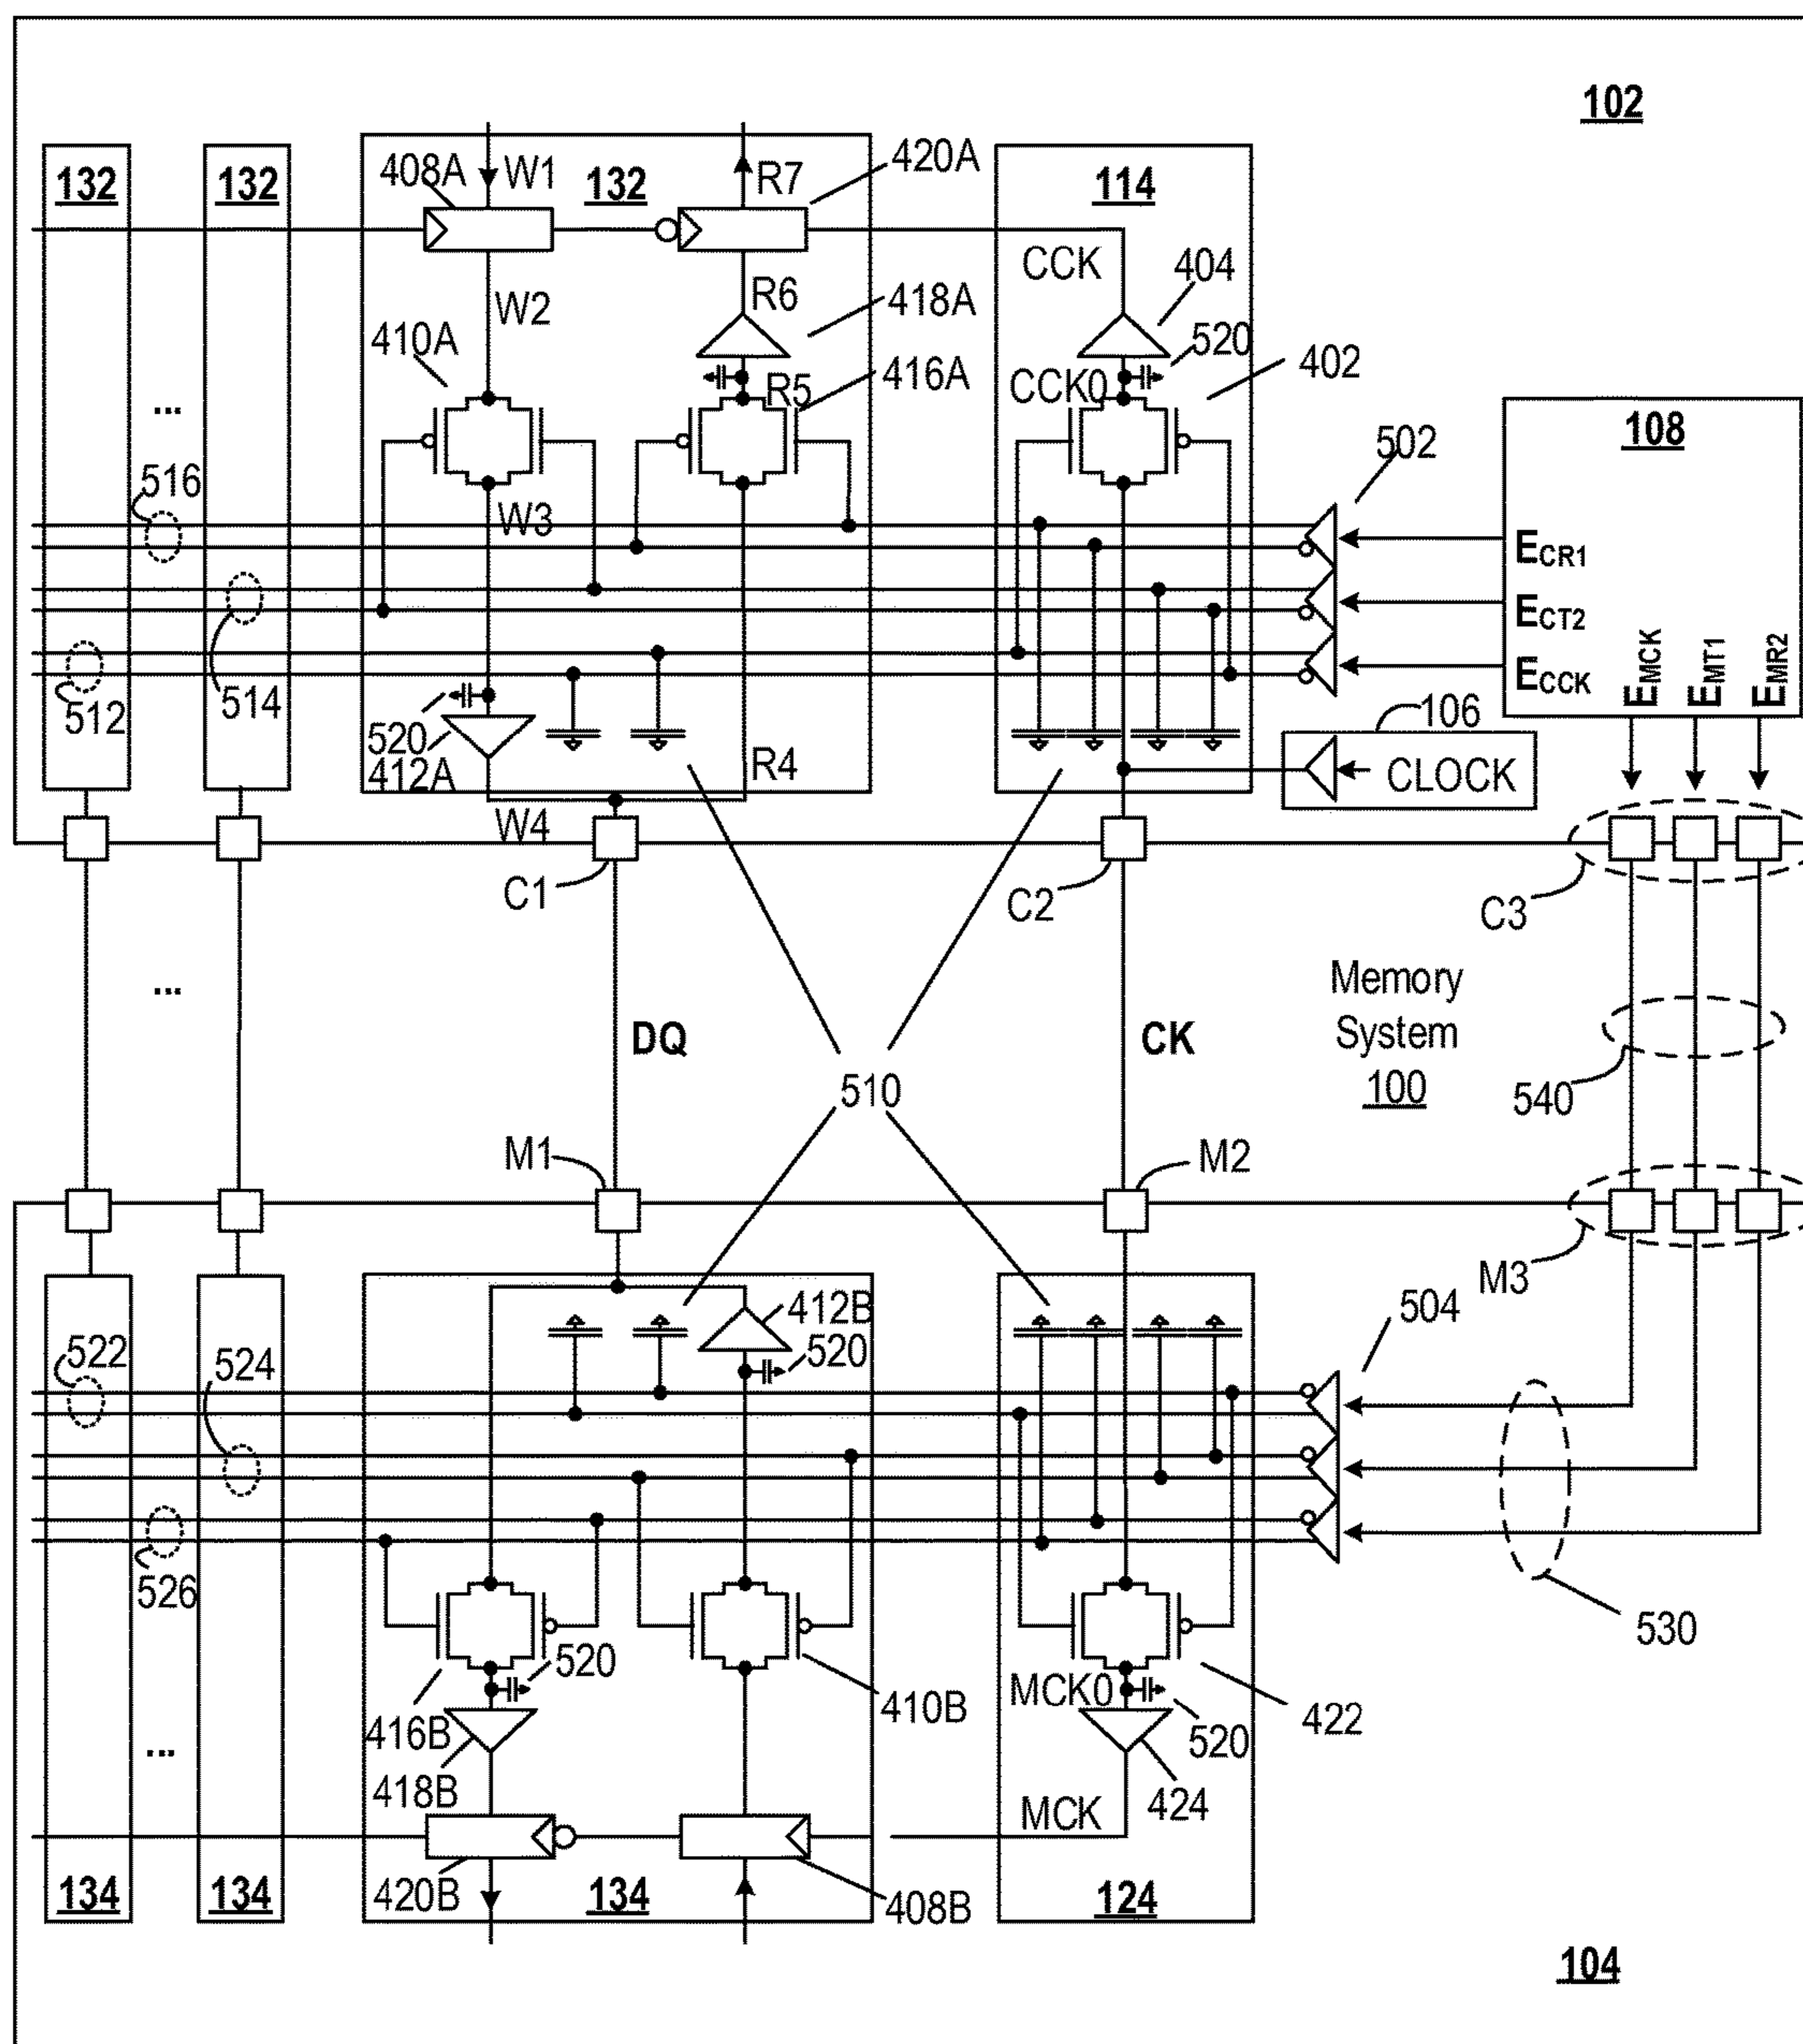 102
132
132
408A
W1
132
R7
420A
114
CCK
404
W2
R6
418A
410A
520
CCK0
402
R5
416A
...
108
502
516
W3
ECR1
ECT2
ECCK
EMCK
EMT1
EMR2
512
514
520
412A
R4
106
CLOCK
W4
C1
C2
C3
...
Memory
System
100
DQ
CK
510
540
M1
M2
M3
412B
504
522
524
520
526
530
520
MCK0
416B
410B
422
520
...
418B
424
MCK
134
134
420B
134
408B
124
104